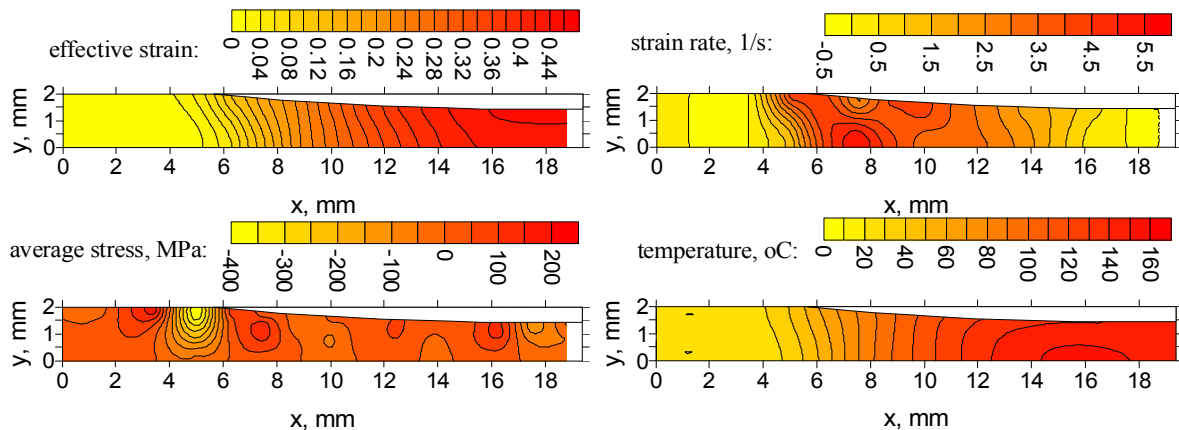 effective strain:
0 0.04 0.08 0.12 0.16 0.2 0.24 0.28 0.32 0.36 0.4 0.44
y, mm
2
1
0
0 2 4 6 8 10 12 14 16 18
x, mm
strain rate, 1/s:
-0.5 0.5 1.5 2.5 3.5 4.5 5.5
y, mm
2
1
0
0 2 4 6 8 10 12 14 16 18
x, mm
average stress, MPa:
-400 -300 -200 -100 0 100 200
y, mm
2
1
0
0 2 4 6 8 10 12 14 16 18
x, mm
temperature, oC:
0 20 40 60 80 100 120 140 160
y, mm
2
1
0
0 2 4 6 8 10 12 14 16 18
x, mm